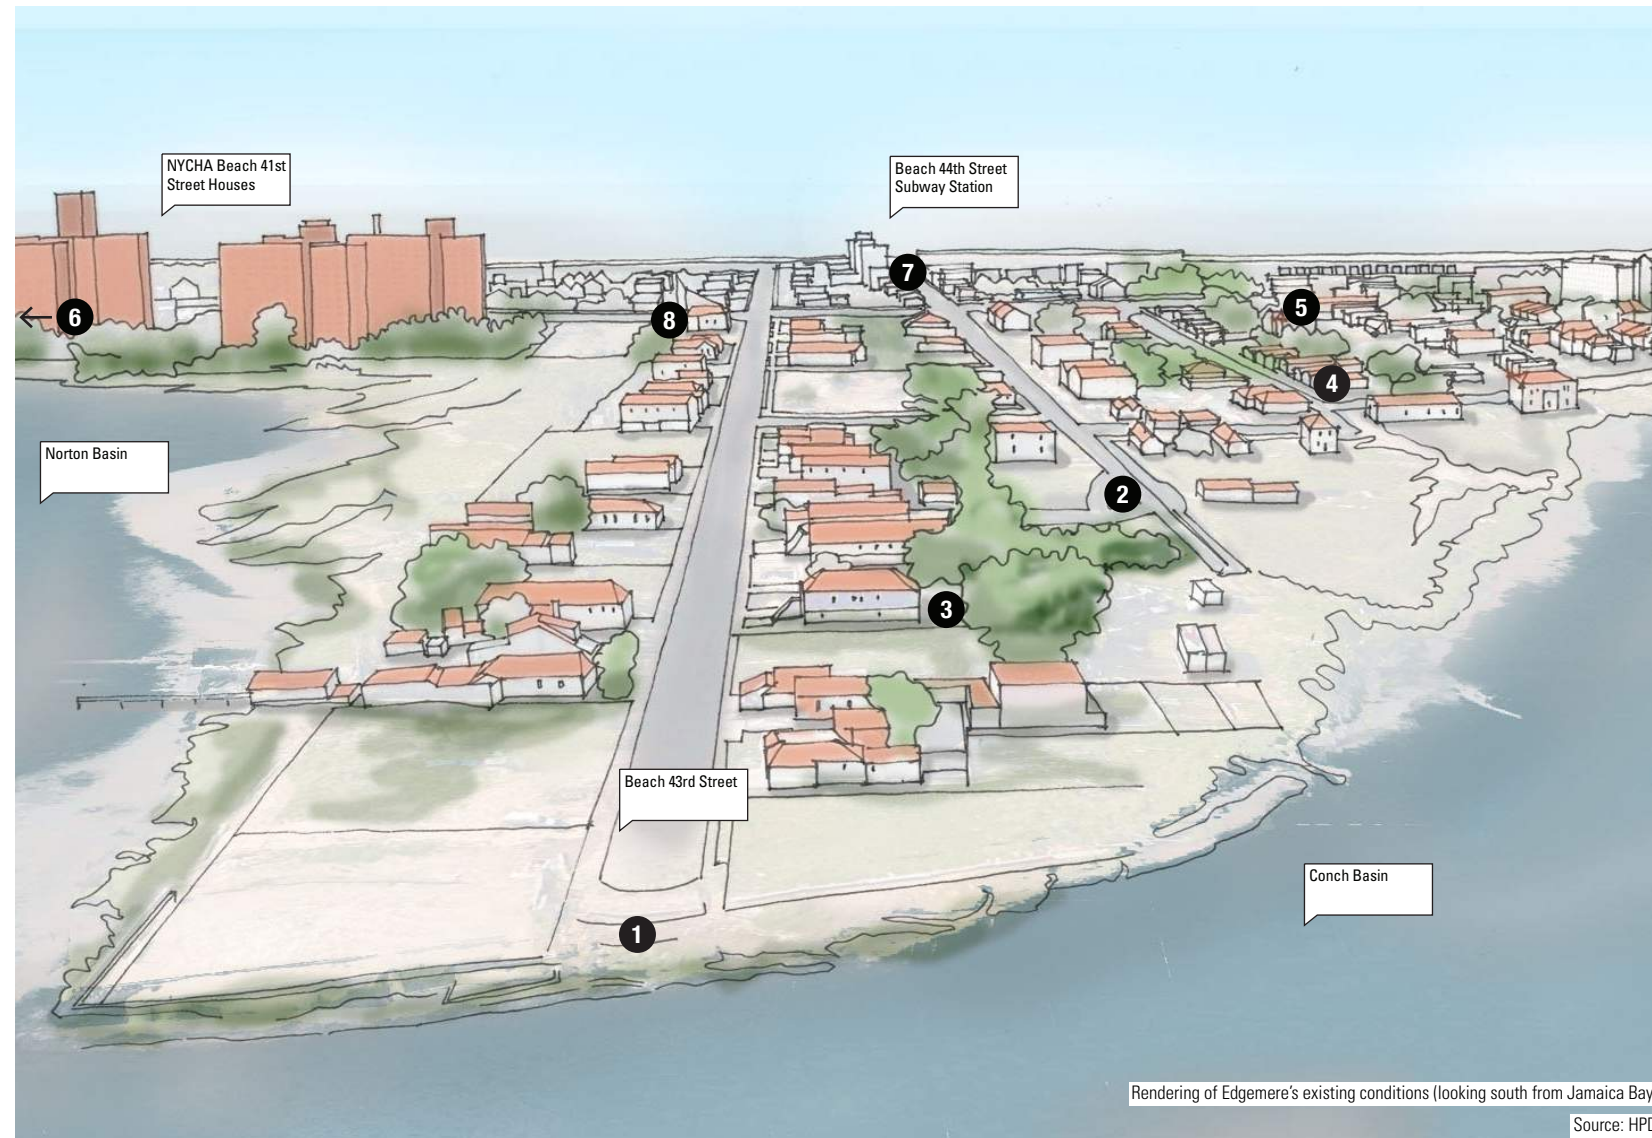 NYCHA Beach 41st
Street Houses
Beach 44th Street
Subway Station
7
5
6
8
4
Norton Basin
2
3
Beach 43rd Street
Conch Basin
1
Rendering of Edgemere’s existing conditions (looking south from Jamaica Bay
Source: HPD